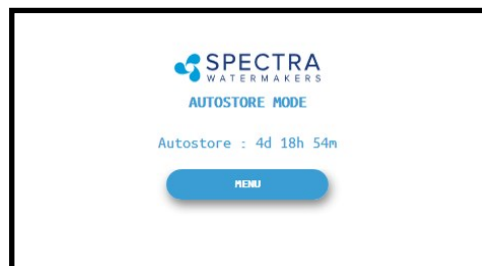 SPECTRA
WATERMAKERS
AUTOSTORE MODE
Autostore : 4d 18h 54m
MENU